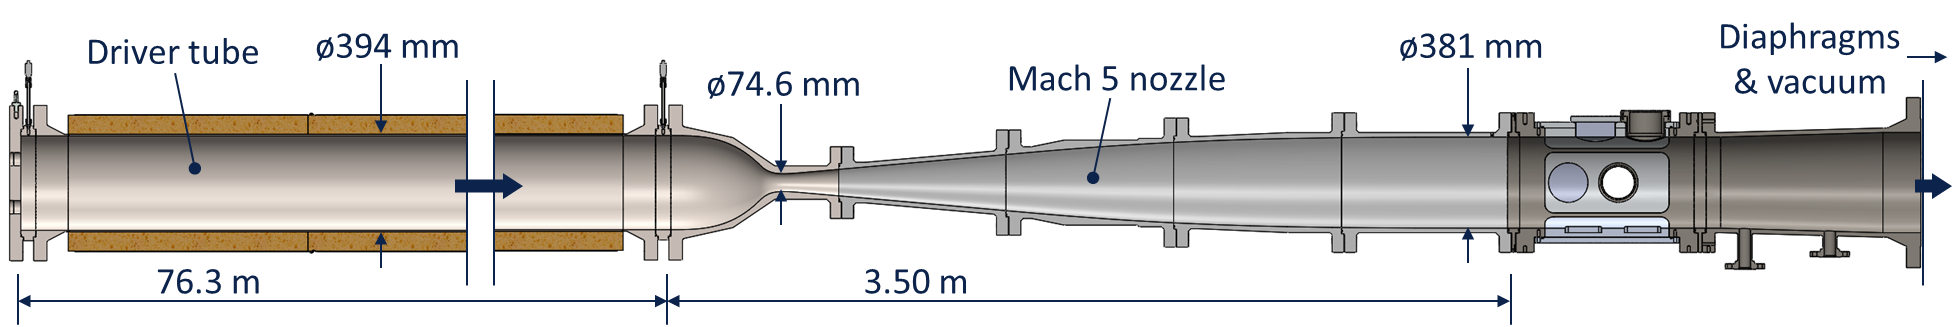 Driver tube
ø394 mm
ø74.6 mm
Mach 5 nozzle
ø381 mm
Diaphragms
& vacuum
76.3 m
3.50 m